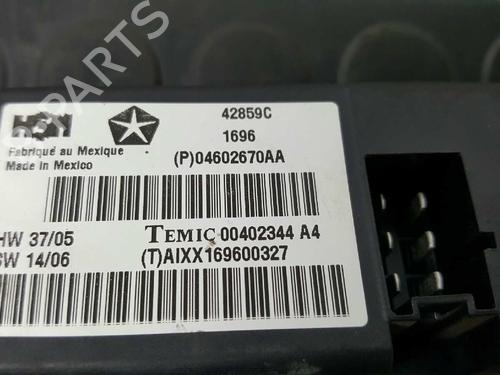 42859C
1696
Fabriqué au Mexique
Made in Mexico
(P)04602670AA
HW 37/05
SW 14/06
TEMIC 00402344 A4
(T)AIXX169600327
PARTS